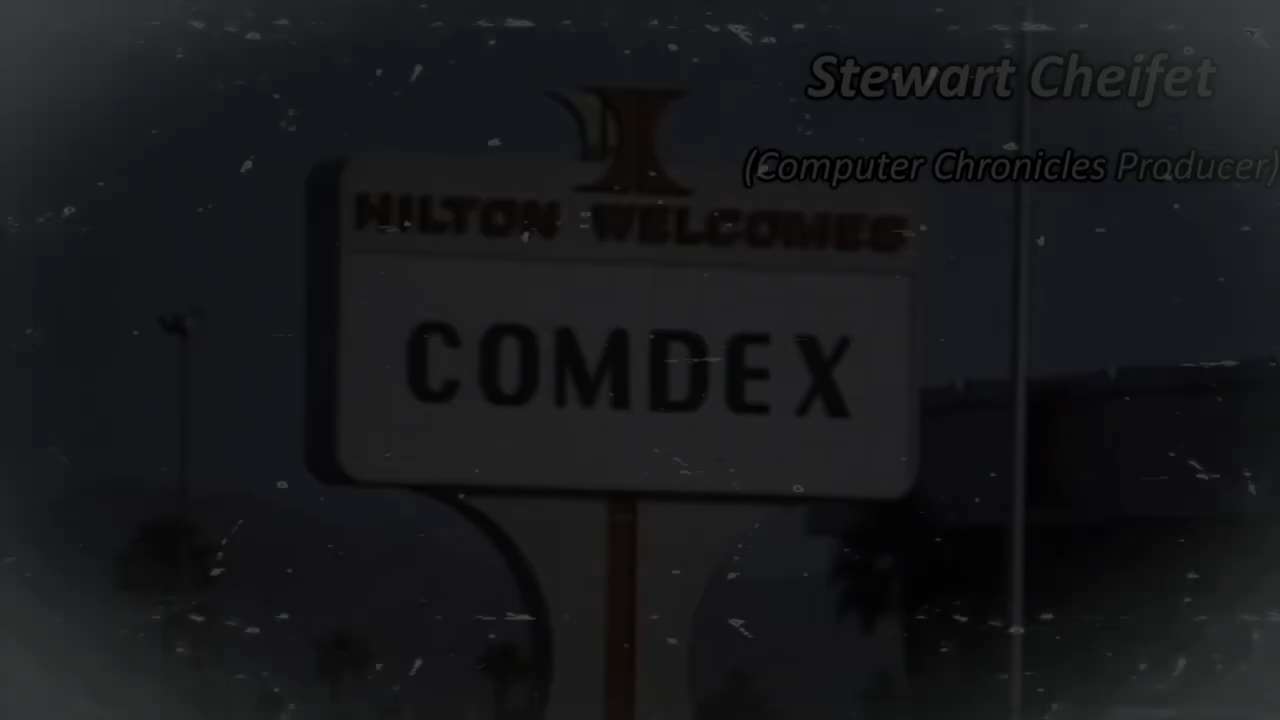 Stewart Cheifet
(Computer Chronicles Producer)
HILTON WELCOMES
COMDEX